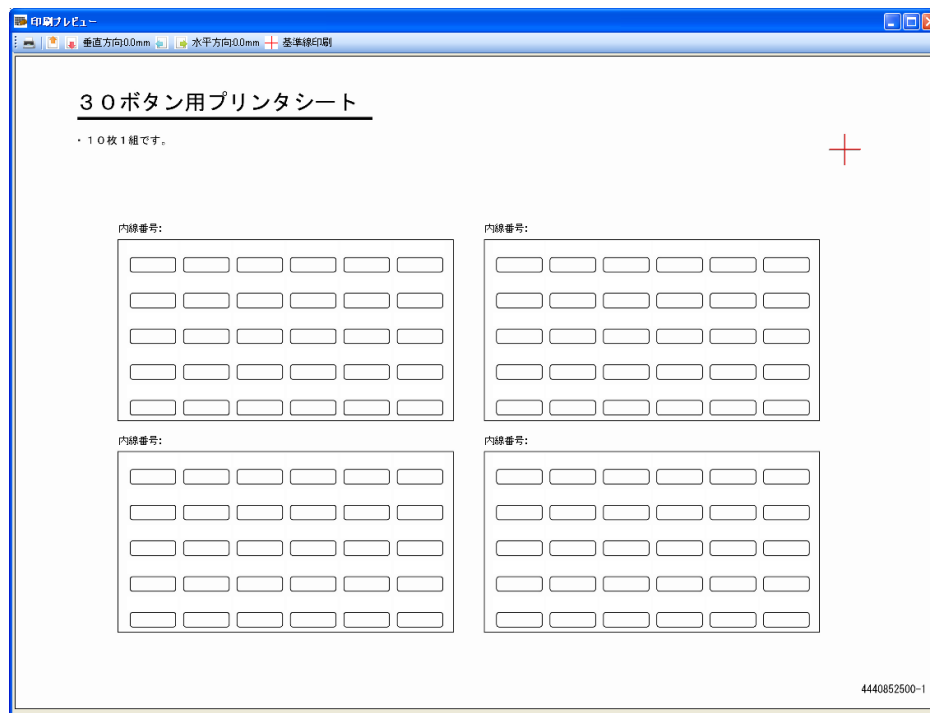 印刷プレビュー
垂直方向:0.0mm 水平方向:0.0mm 基準線印刷
３０ボタン用プリンタシート
・１０枚１組です。
内線番号: 内線番号:
内線番号: 内線番号:
4440852500-1